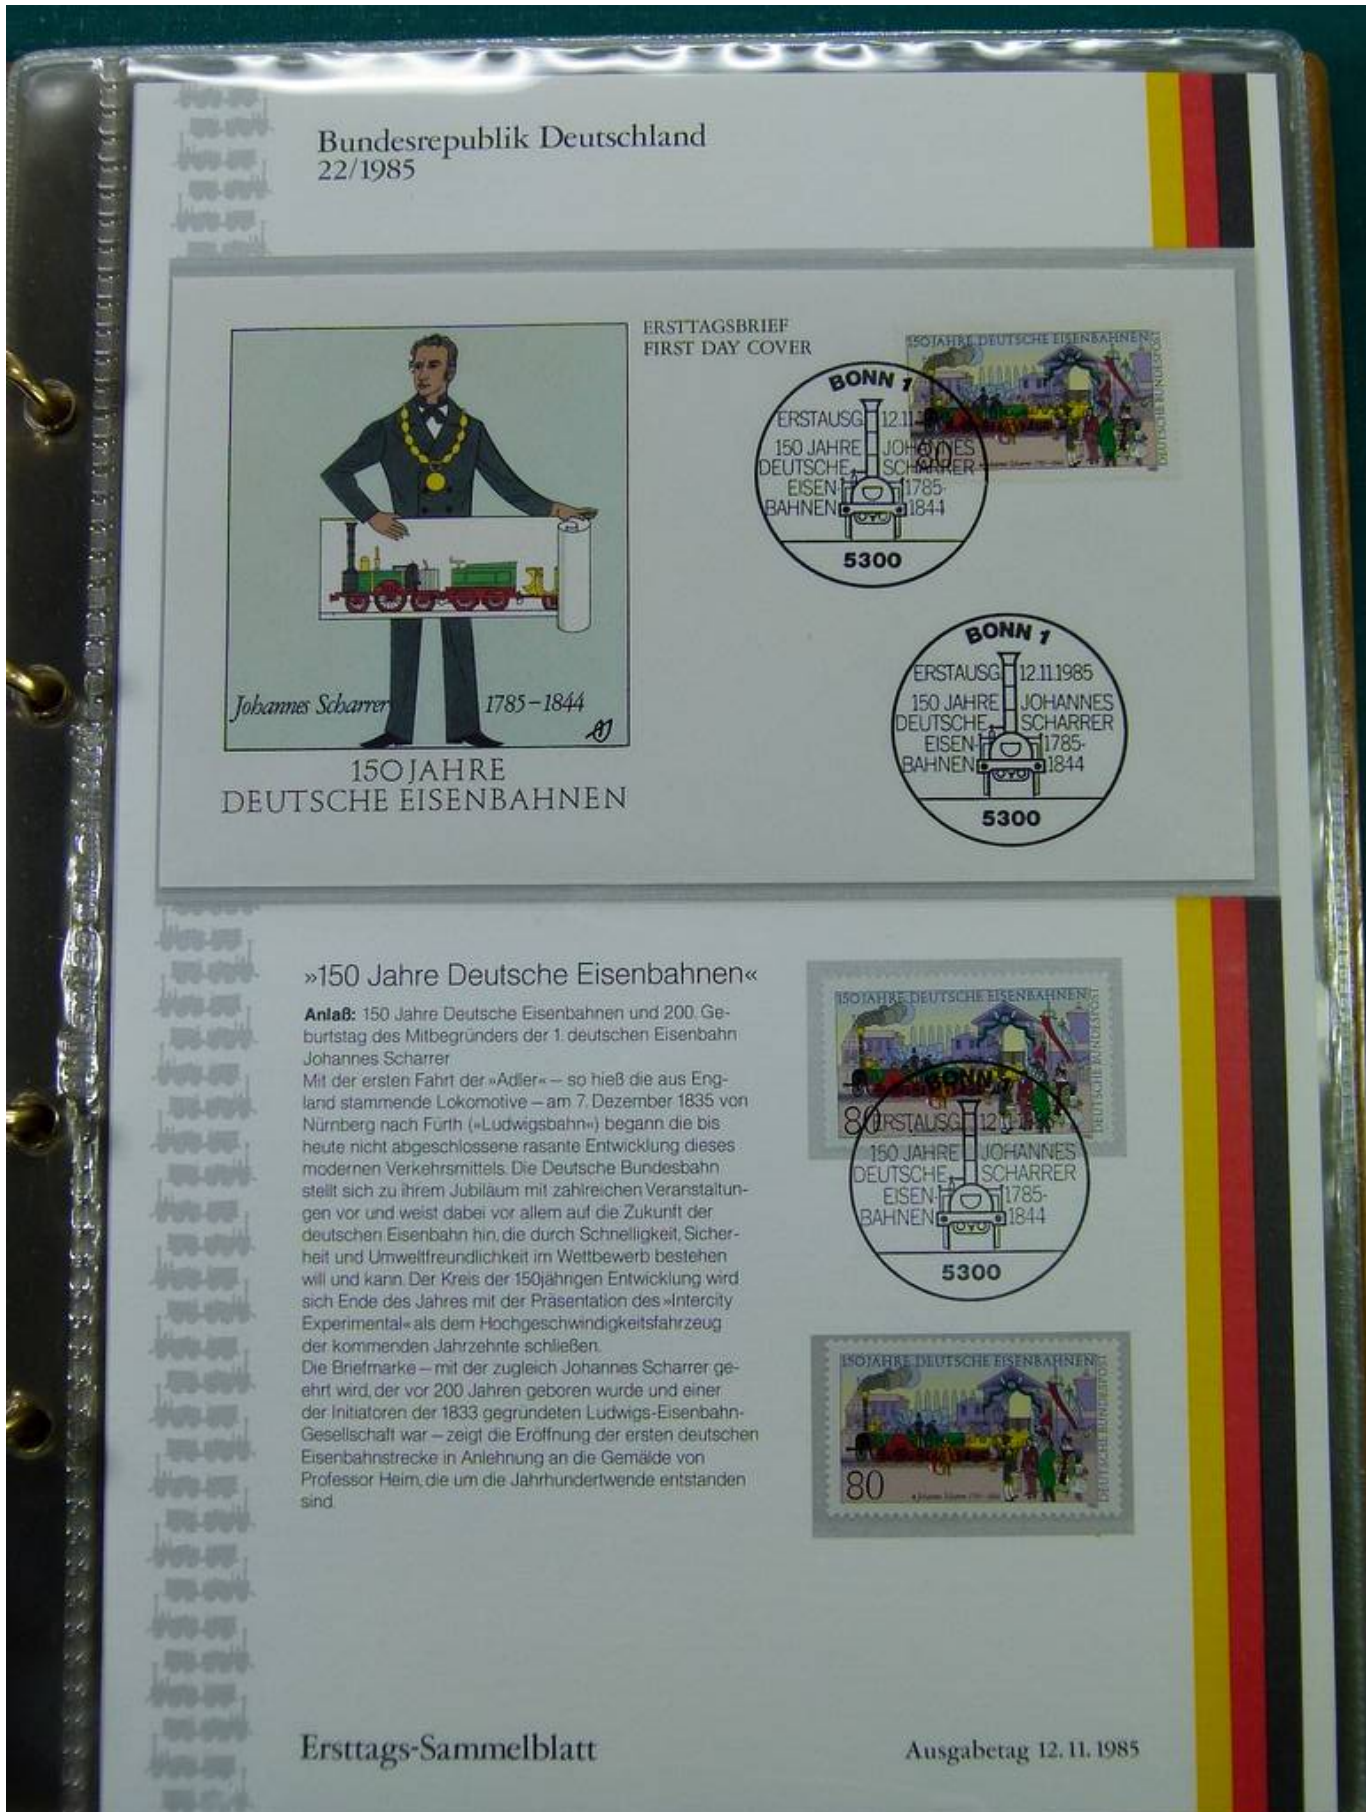 Bundesrepublik Deutschland
22/1985
ERSTTAGSBRIEF
FIRST DAY COVER
150 JAHRE DEUTSCHE EISENBAHNEN
DEUTSCHE BUNDESPOST
80
BONN 1
ERSTAUSG 12.11.
150 JAHRE JOHANNES
DEUTSCHE SCHARRER
EISEN- 1785-
BAHNEN 1844
5300
Johannes Scharrer 1785-1844
150 JAHRE
DEUTSCHE EISENBAHNEN
BONN 1
ERSTAUSG 12.11.1985
150 JAHRE JOHANNES
DEUTSCHE SCHARRER
EISEN- 1785-
BAHNEN 1844
5300
»150 Jahre Deutsche Eisenbahnen«
Anlaß: 150 Jahre Deutsche Eisenbahnen und 200. Ge-
burtstag des Mitbegründers der 1. deutschen Eisenbahn
Johannes Scharrer
Mit der ersten Fahrt der »Adler« – so hieß die aus Eng-
land stammende Lokomotive – am 7. Dezember 1835 von
Nürnberg nach Fürth (»Ludwigsbahn«) begann die bis
heute nicht abgeschlossene rasante Entwicklung dieses
modernen Verkehrsmittels. Die Deutsche Bundesbahn
stellt sich zu ihrem Jubiläum mit zahlreichen Veranstaltun-
gen vor und weist dabei vor allem auf die Zukunft der
deutschen Eisenbahn hin, die durch Schnelligkeit, Sicher-
heit und Umweltfreundlichkeit im Wettbewerb bestehen
will und kann. Der Kreis der 150jährigen Entwicklung wird
sich Ende des Jahres mit der Präsentation des »Intercity
Experimental« als dem Hochgeschwindigkeitsfahrzeug
der kommenden Jahrzehnte schließen.
Die Briefmarke – mit der zugleich Johannes Scharrer ge-
ehrt wird, der vor 200 Jahren geboren wurde und einer
der Initiatoren der 1833 gegründeten Ludwigs-Eisenbahn-
Gesellschaft war – zeigt die Eröffnung der ersten deutschen
Eisenbahnstrecke in Anlehnung an die Gemälde von
Professor Heim, die um die Jahrhundertwende entstanden
sind.
150 JAHRE DEUTSCHE EISENBAHNEN
DEUTSCHE BUNDESPOST
80
BONN 1
ERSTAUSG 12.11.
150 JAHRE JOHANNES
DEUTSCHE SCHARRER
EISEN- 1785-
BAHNEN 1844
5300
150 JAHRE DEUTSCHE EISENBAHNEN
DEUTSCHE BUNDESPOST
80
Ersttags-Sammelblatt
Ausgabetag 12. 11. 1985